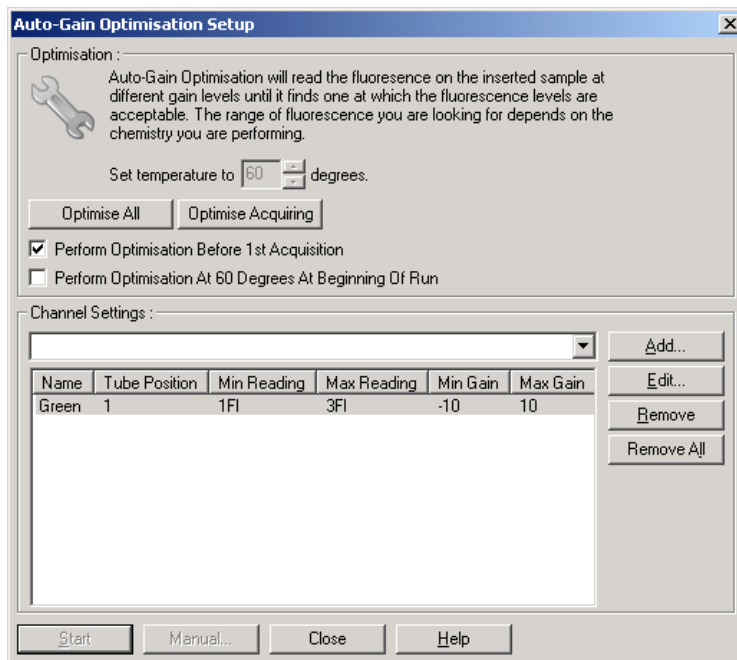 Auto-Gain Optimisation Setup
Optimisation :
Auto-Gain Optimisation will read the fluoresence on the inserted sample at
different gain levels until it finds one at which the fluorescence levels are
acceptable. The range of fluorescence you are looking for depends on the
chemistry you are performing.
Set temperature to 60 degrees.
Optimise All Optimise Acquiring
Perform Optimisation Before 1st Acquisition
Perform Optimisation At 60 Degrees At Beginning Of Run
Channel Settings :
Add...
Name Tube Position Min Reading Max Reading Min Gain Max Gain Edit...
Green 1 1Fl 3Fl -10 10
Remove
Remove All
Start Manual... Close Help